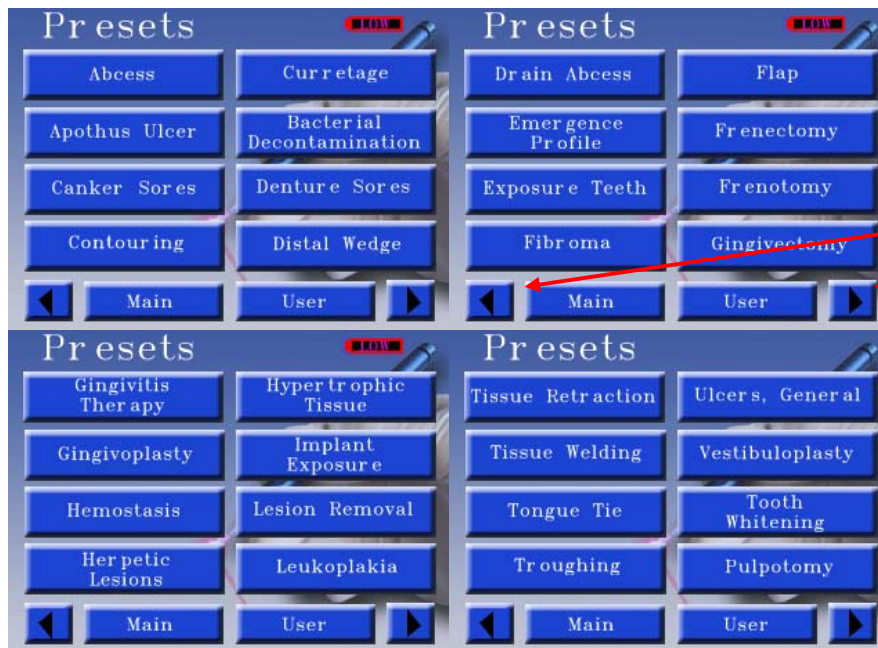 Presets
LOW
Abcess
Curretage
Apothus Ulcer
Bacterial
Decontamination
Canker Sores
Denture Sores
Contouring
Distal Wedge
Main
User
Presets
LOW
Drain Abcess
Flap
Emergence
Profile
Frenectomy
Exposure Teeth
Frenotomy
Fibroma
Gingivectomy
Main
User
Presets
LOW
Gingivitis
Therapy
Hypertrophic
Tissue
Gingivoplasty
Implant
Exposure
Hemostasis
Lesion Removal
Herpetic
Lesions
Leukoplakia
Main
User
Presets
Tissue Retraction
Ulcers, General
Tissue Welding
Vestibuloplasty
Tongue Tie
Tooth
Whitening
Troughing
Pulpotomy
Main
User